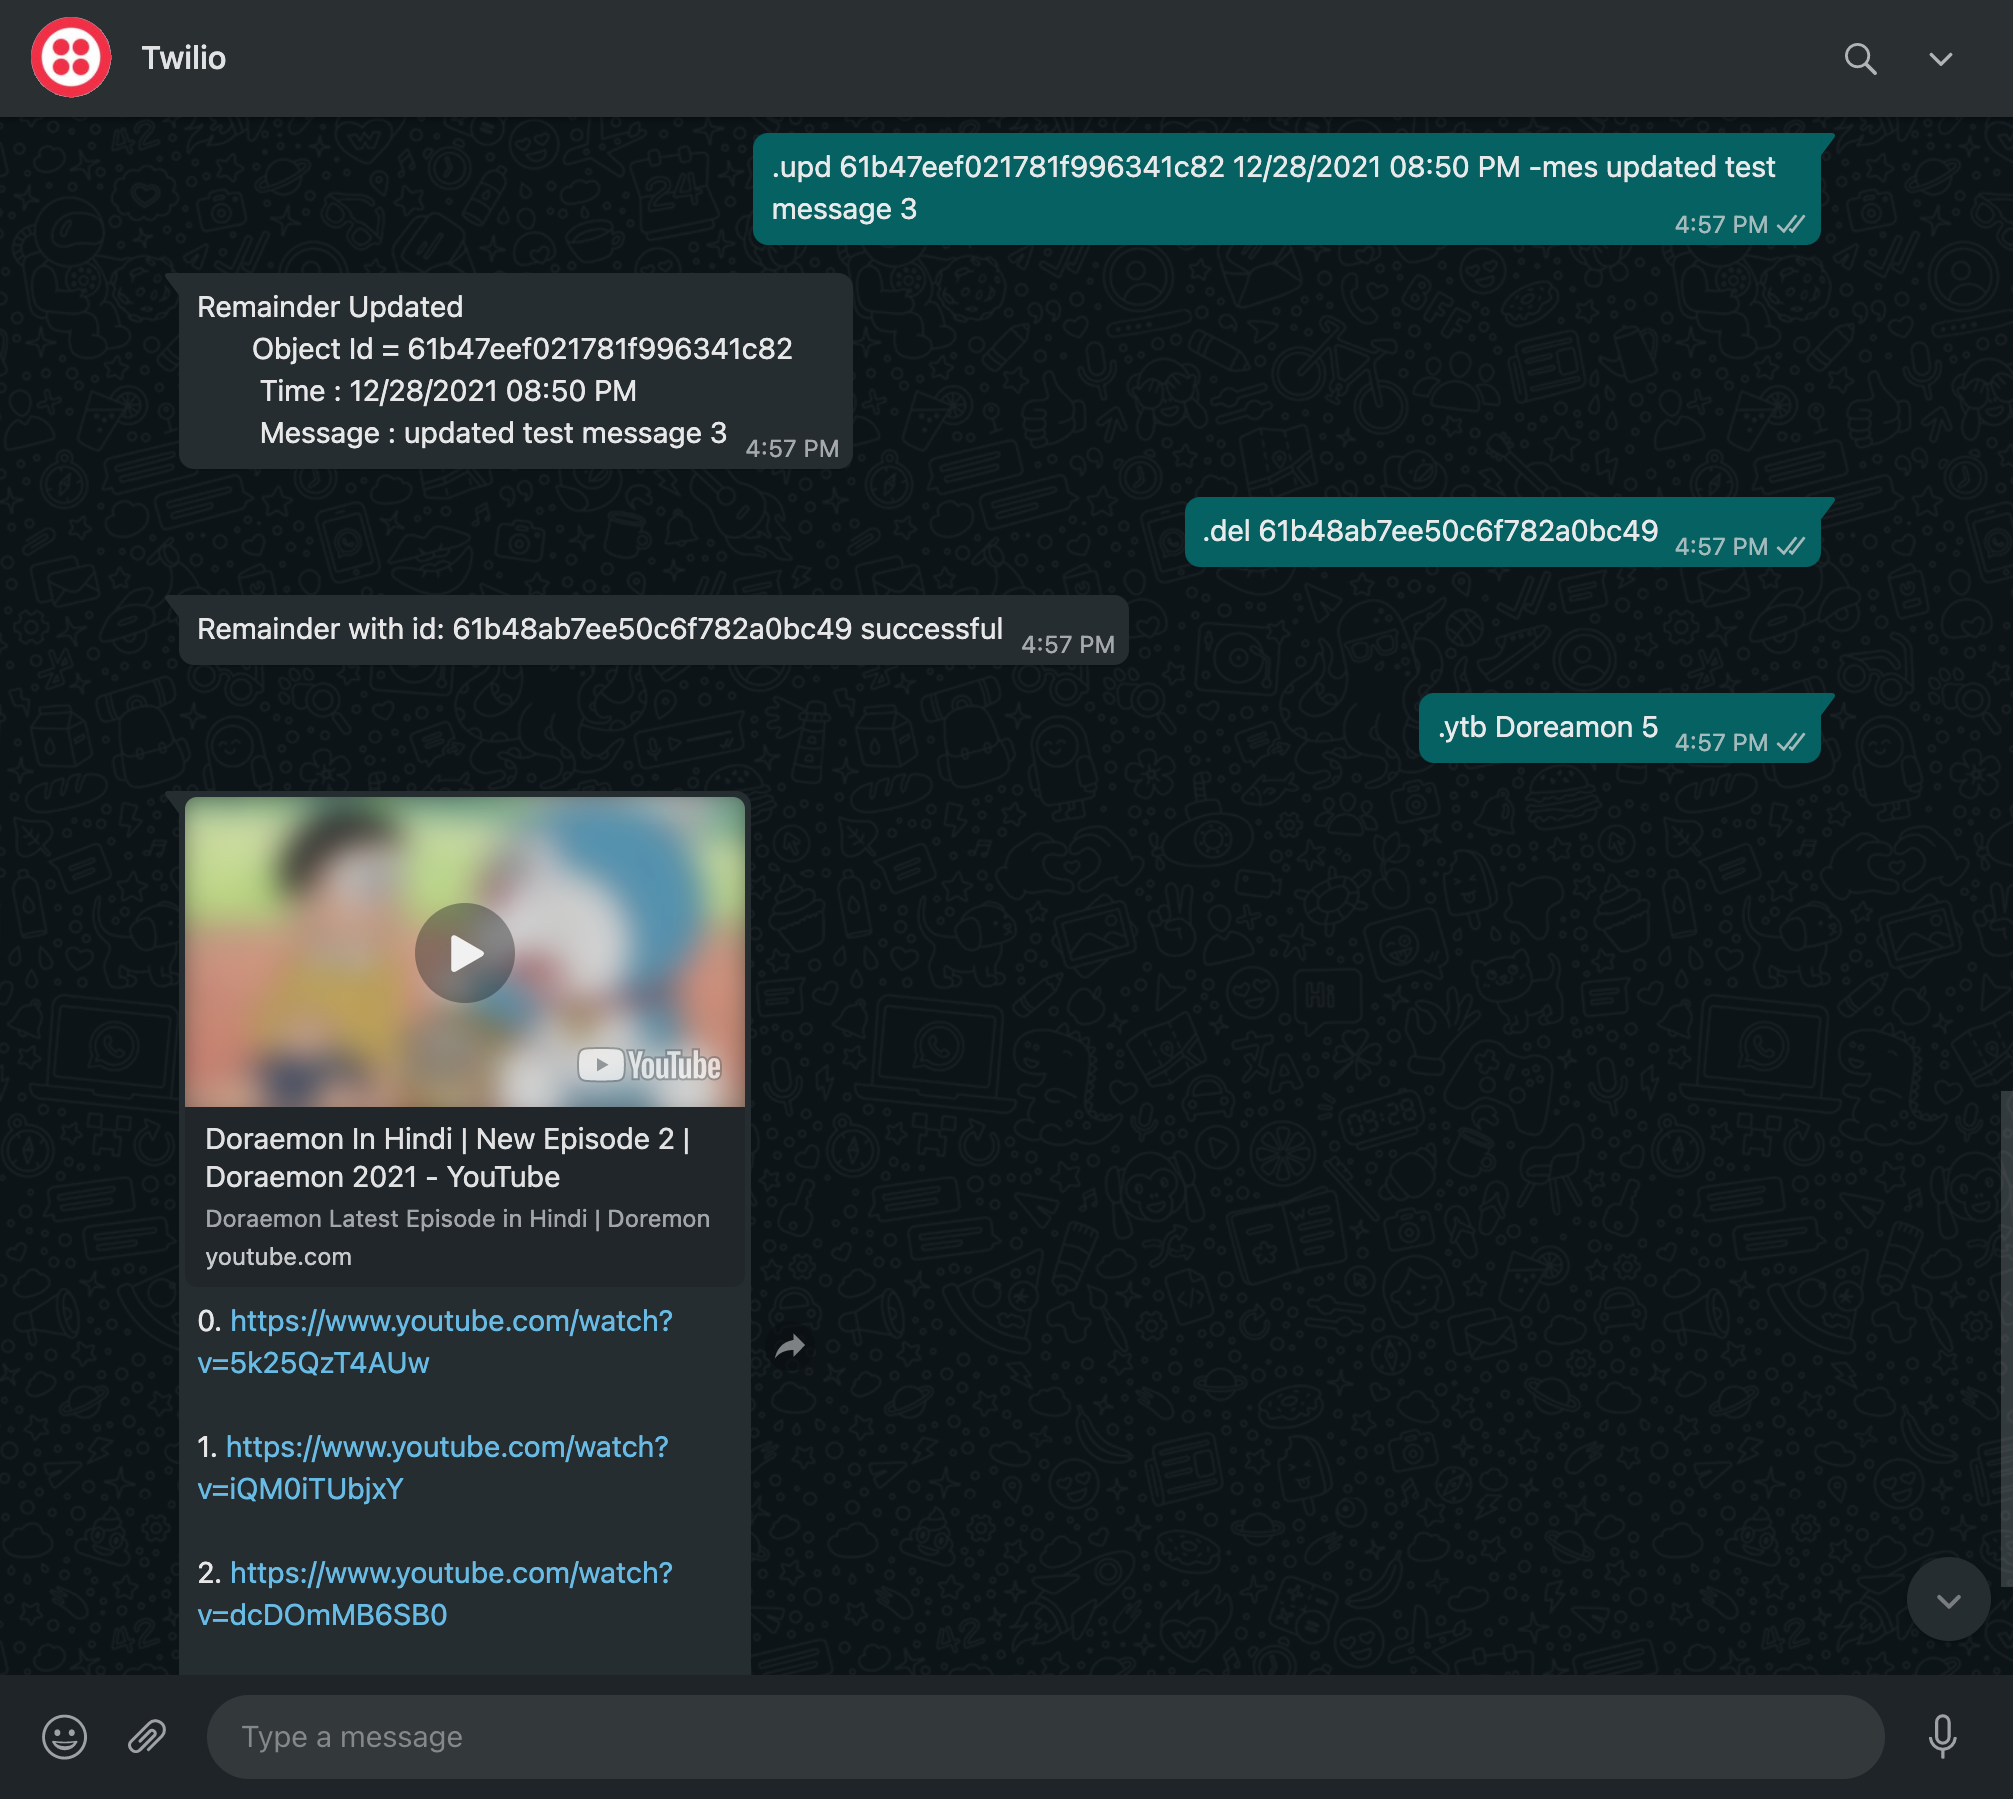 Twilio
.upd 61b47eef021781f996341c82 12/28/2021 08:50 PM -mes updated test
message 3
4:57 PM
Remainder Updated
Object Id = 61b47eef021781f996341c82
Time : 12/28/2021 08:50 PM
Message : updated test message 3
4:57 PM
.del 61b48ab7ee50c6f782a0bc49
4:57 PM
Remainder with id: 61b48ab7ee50c6f782a0bc49 successful
4:57 PM
.ytb Doreamon 5
4:57 PM
YouTube
Doraemon In Hindi | New Episode 2 |
Doraemon 2021 - YouTube
Doraemon Latest Episode in Hindi | Doremon
youtube.com
0. https://www.youtube.com/watch?
v=5k25QzT4AUw
1. https://www.youtube.com/watch?
v=iQM0iTUbjxY
2. https://www.youtube.com/watch?
v=dcDOmMB6SB0
Type a message